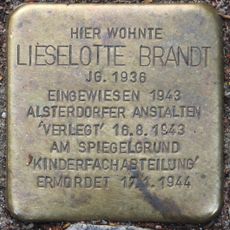 HIER WOHNTE
LIESELOTTE BRANDT
JG. 1936
EINGEWIESEN 1943
ALSTERDORFER ANSTALTEN
'VERLEGT' 16.8.1943
AM SPIEGELGRUND
'KINDERFACHABTEILUNG'
ERMORDET 17.1.1944